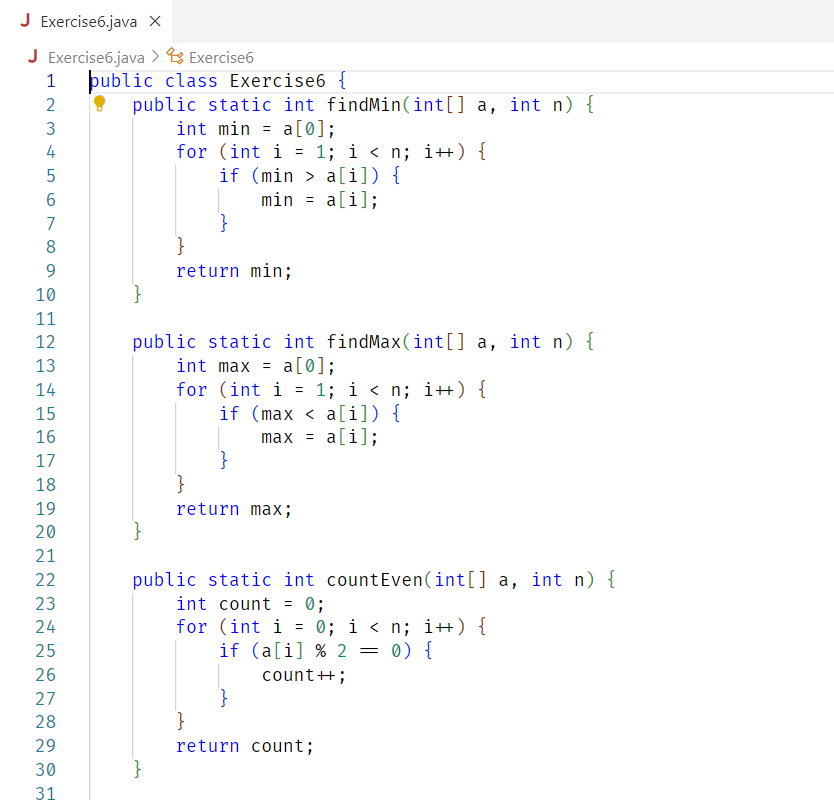 J Exercise6.java ×
J Exercise6.java > Exercise6
1 public class Exercise6 {
2     public static int findMin(int[] a, int n) {
3         int min = a[0];
4         for (int i = 1; i < n; i++) {
5             if (min > a[i]) {
6                 min = a[i];
7             }
8         }
9         return min;
10     }
11
12     public static int findMax(int[] a, int n) {
13         int max = a[0];
14         for (int i = 1; i < n; i++) {
15             if (max < a[i]) {
16                 max = a[i];
17             }
18         }
19         return max;
20     }
21
22     public static int countEven(int[] a, int n) {
23         int count = 0;
24         for (int i = 0; i < n; i++) {
25             if (a[i] % 2 == 0) {
26                 count++;
27             }
28         }
29         return count;
30     }
31